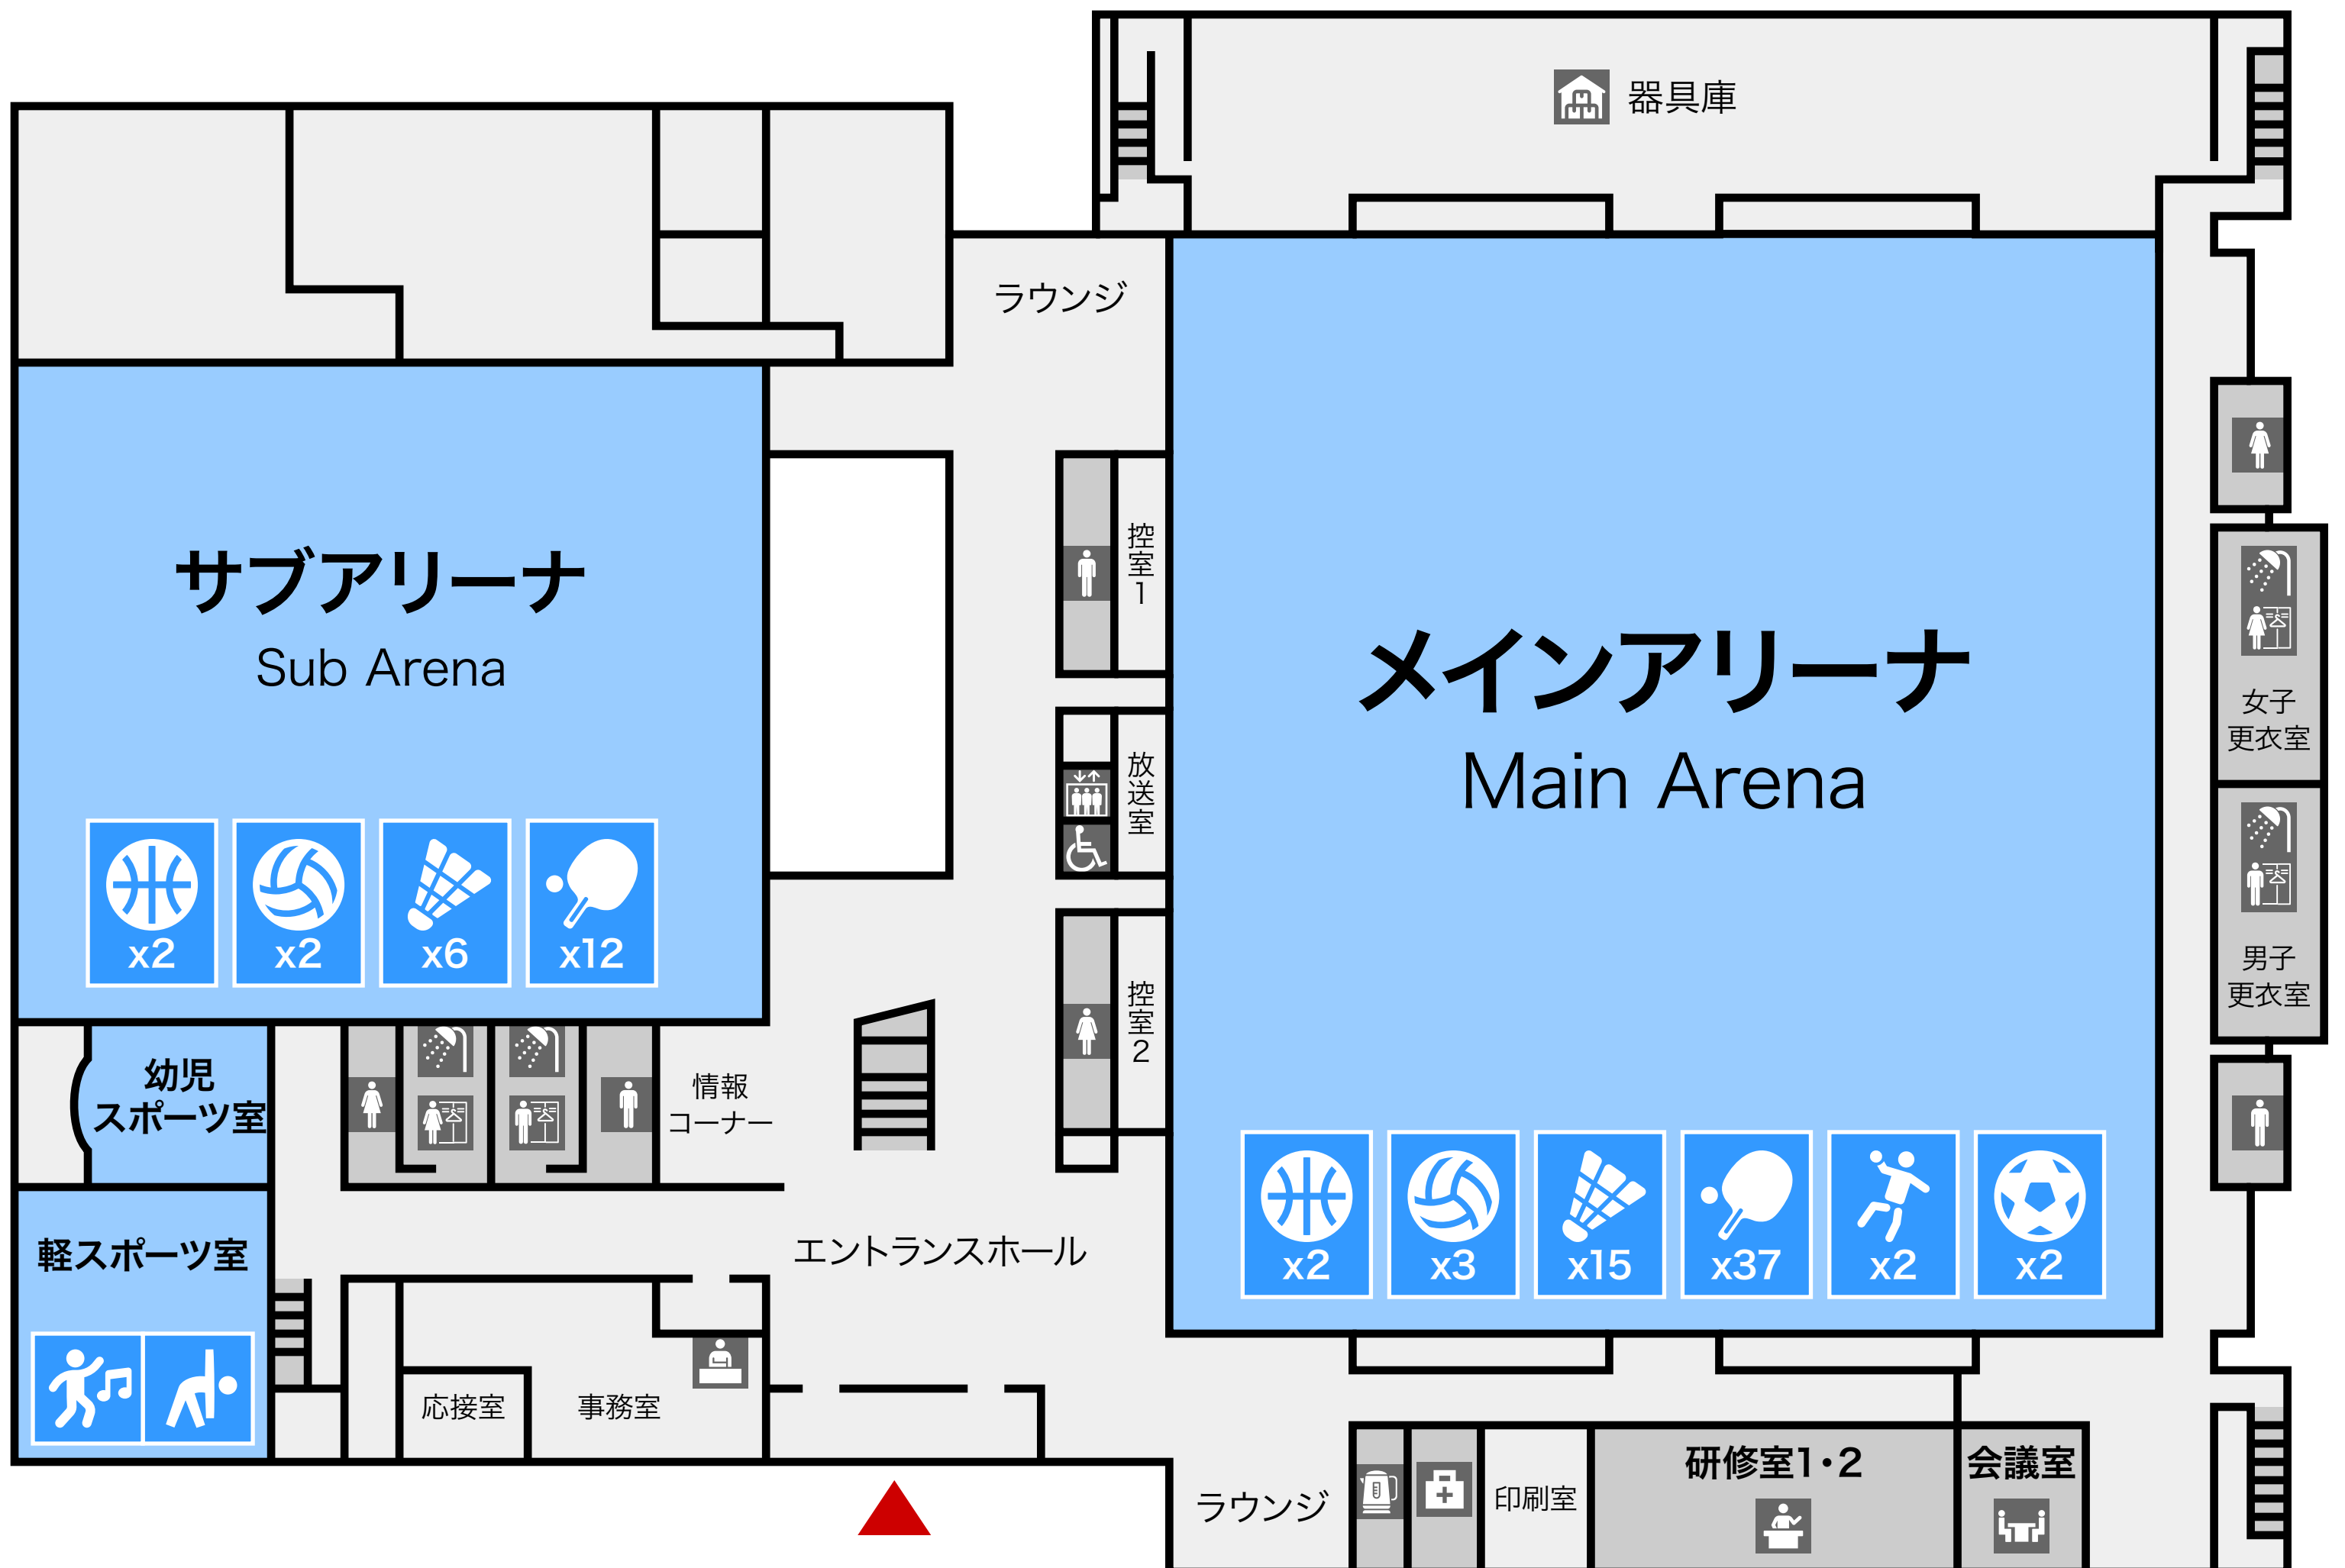 器具庫
ラウンジ
サブアリーナ
Sub Arena
x2
x2
x6
x12
控室1
放送室
控室2
メインアリーナ
Main Arena
x2
x3
x15
x37
x2
x2
女子
更衣室
男子
更衣室
幼児
スポーツ室
軽スポーツ室
情報
コーナー
エントランスホール
応接室
事務室
ラウンジ
印刷室
研修室1・2
会議室